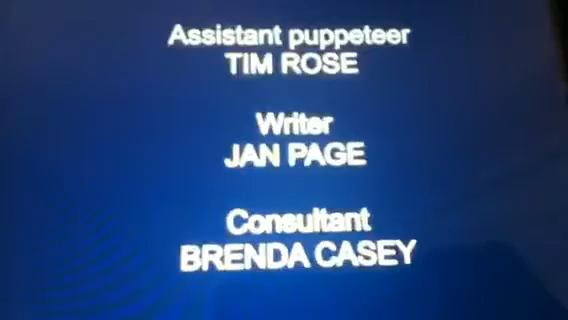 Assistant puppeteer
TIM ROSE
Writer
JAN PAGE
Consultant
BRENDA CASEY